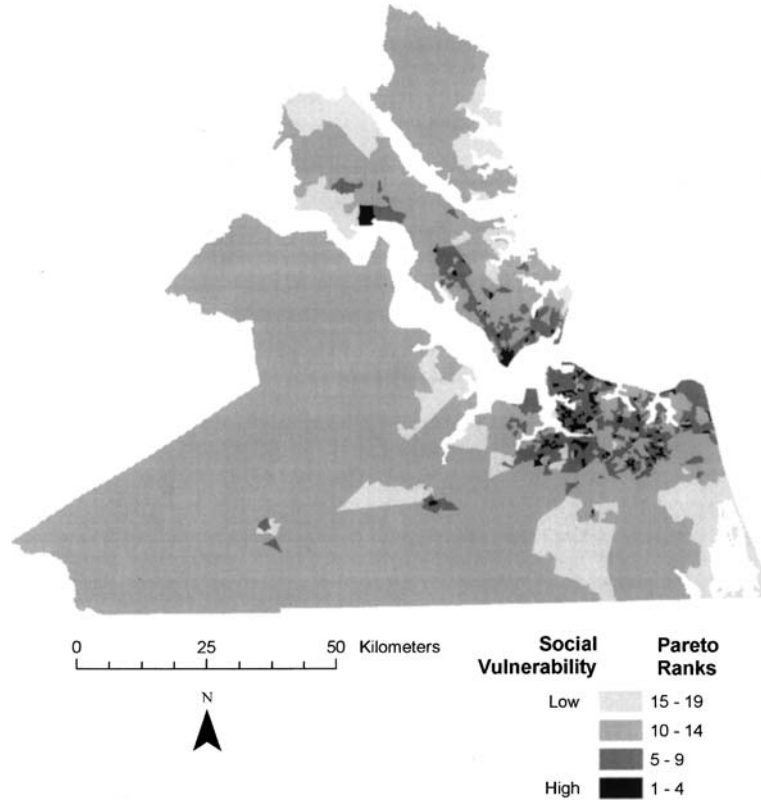 0 25 50 Kilometers
N
Social Vulnerability Pareto Ranks
Low 15 - 19
10 - 14
5 - 9
High 1 - 4